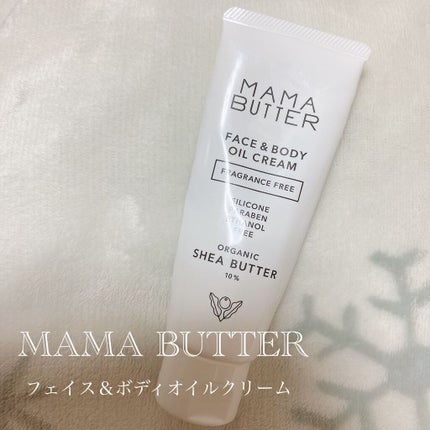 MAMA
BUTTER
FACE & BODY
OIL CREAM
FRAGRANCE FREE
SILICONE
PARABEN
ETHANOL
FREE
ORGANIC
SHEA BUTTER
10%
MAMA BUTTER
フェイス&ボディオイルクリーム